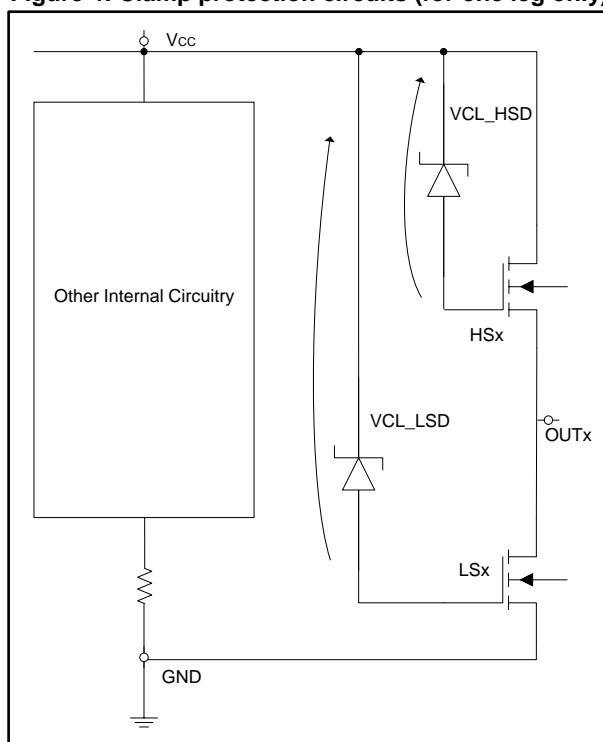 Figure 4. Clamp protection circuits (for one leg only)
VCC
VCL_HSD
Other Internal Circuitry
HSx
VCL_LSD
OUTx
LSx
GND